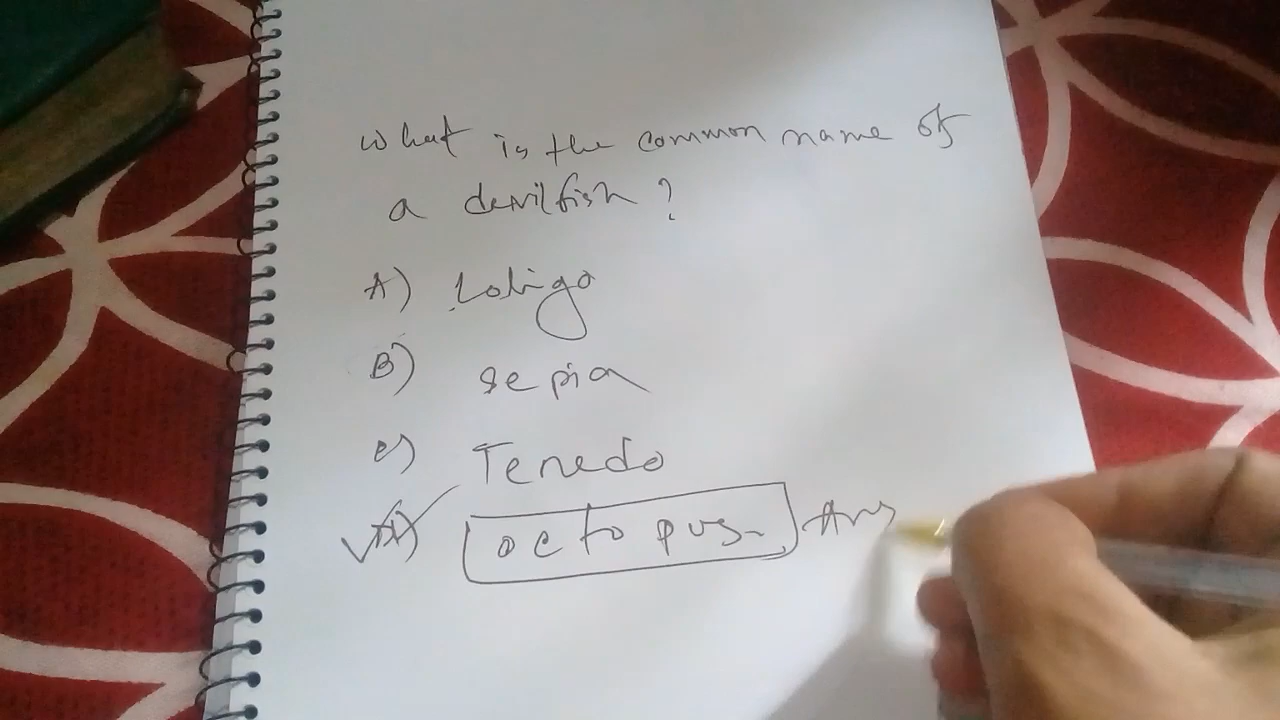 What is the common name of
a devilfish ?
A) Loligo
B) sepia
C) Teredo
octopus. Ans